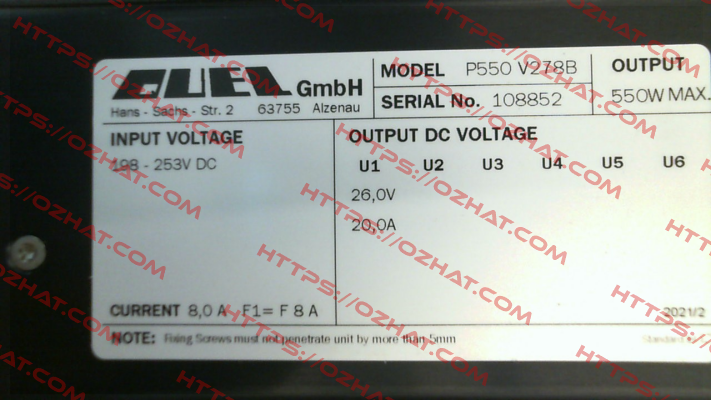 GUEL GmbH
Hans - Sachs - Str. 2 63755 Alzenau
MODEL P550 V278B
SERIAL No. 108852
OUTPUT
550W MAX.
INPUT VOLTAGE
198 - 253V DC
OUTPUT DC VOLTAGE
U1 U2 U3 U4 U5 U6
26,0V
20,0A
CURRENT 8,0 A F1= F 8 A
2021/2
NOTE: Fixing Screws must not penetrate unit by more than 5mm
Standard
HTTPS://OZHAT.COM